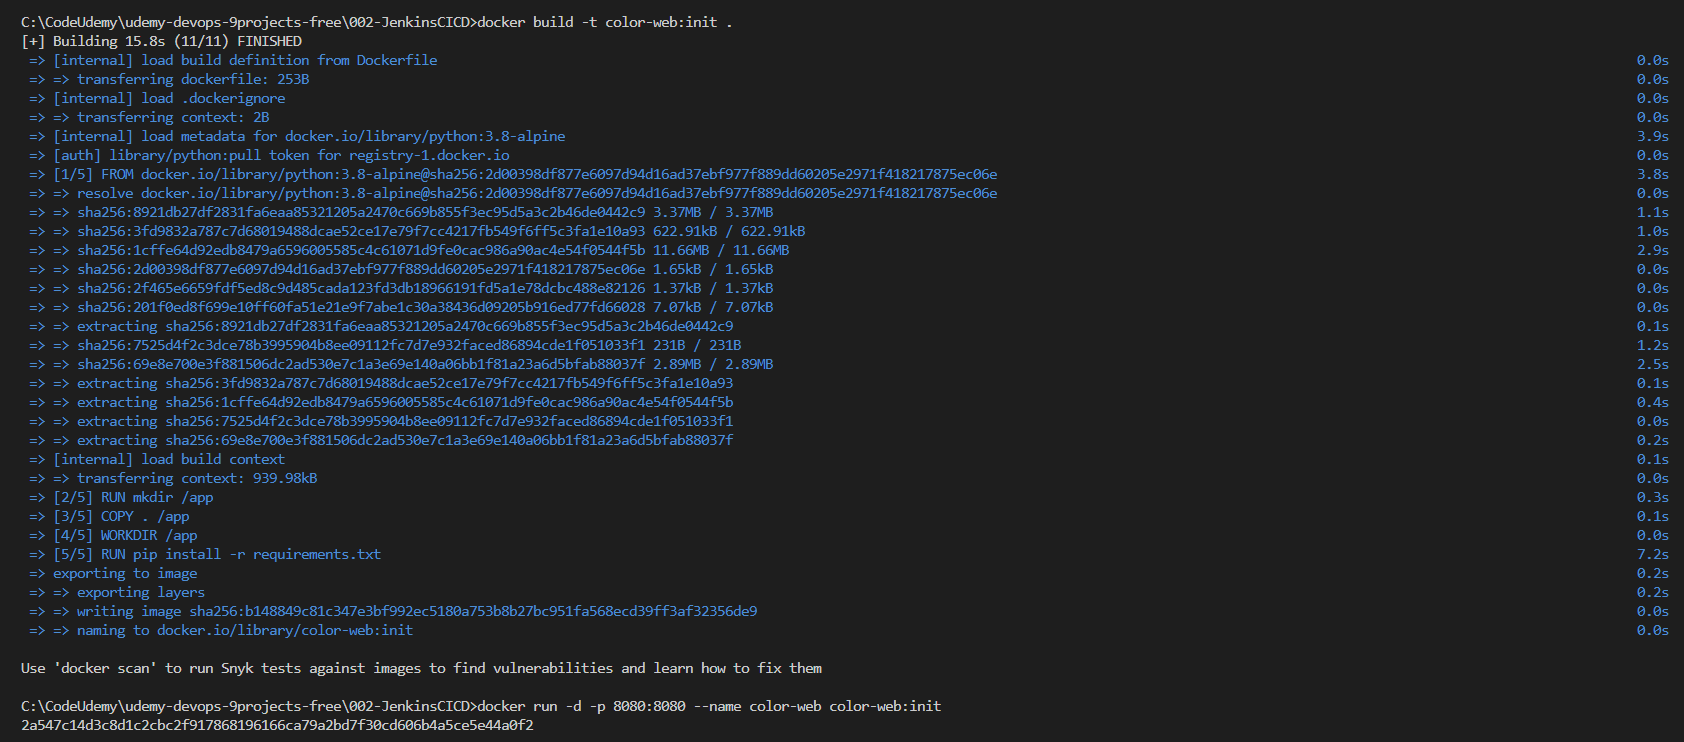 C:\CodeUdemy\udemy-devops-9projects-free\002-JenkinsCICD>docker build -t color-web:init .
[+] Building 15.8s (11/11) FINISHED
=> [internal] load build definition from Dockerfile 0.0s
=> => transferring dockerfile: 253B 0.0s
=> [internal] load .dockerignore 0.0s
=> => transferring context: 2B 0.0s
=> [internal] load metadata for docker.io/library/python:3.8-alpine 3.9s
=> [auth] library/python:pull token for registry-1.docker.io 0.0s
=> [1/5] FROM docker.io/library/python:3.8-alpine@sha256:2d00398df877e6097d94d16ad37ebf977f889dd60205e2971f418217875ec06e 3.8s
=> => resolve docker.io/library/python:3.8-alpine@sha256:2d00398df877e6097d94d16ad37ebf977f889dd60205e2971f418217875ec06e 0.0s
=> => sha256:8921db27df2831fa6eaa85321205a2470c669b855f3ec95d5a3c2b46de0442c9 3.37MB / 3.37MB 1.1s
=> => sha256:3fd9832a787c7d68019488dcae52ce17e79f7cc4217fb549f6ff5c3fa1e10a93 622.91kB / 622.91kB 1.0s
=> => sha256:1cffe64d92edb8479a6596005585c4c61071d9fe0cac986a90ac4e54f0544f5b 11.66MB / 11.66MB 2.9s
=> => sha256:2d00398df877e6097d94d16ad37ebf977f889dd60205e2971f418217875ec06e 1.65kB / 1.65kB 0.0s
=> => sha256:2f465e6659fdf5ed8c9d485cada123fd3db18966191fd5a1e78dcbc488e82126 1.37kB / 1.37kB 0.0s
=> => sha256:201f0ed8f699e10ff60fa51e21e9f7abe1c30a38436d09205b916ed77fd66028 7.07kB / 7.07kB 0.0s
=> => extracting sha256:8921db27df2831fa6eaa85321205a2470c669b855f3ec95d5a3c2b46de0442c9 0.1s
=> => sha256:7525d4f2c3dce78b3995904b8ee09112fc7d7e932faced86894cde1f051033f1 231B / 231B 1.2s
=> => sha256:69e8e700e3f881506dc2ad530e7c1a3e69e140a06bb1f81a23a6d5bfab88037f 2.89MB / 2.89MB 2.5s
=> => extracting sha256:3fd9832a787c7d68019488dcae52ce17e79f7cc4217fb549f6ff5c3fa1e10a93 0.1s
=> => extracting sha256:1cffe64d92edb8479a6596005585c4c61071d9fe0cac986a90ac4e54f0544f5b 0.4s
=> => extracting sha256:7525d4f2c3dce78b3995904b8ee09112fc7d7e932faced86894cde1f051033f1 0.0s
=> => extracting sha256:69e8e700e3f881506dc2ad530e7c1a3e69e140a06bb1f81a23a6d5bfab88037f 0.2s
=> [internal] load build context 0.1s
=> => transferring context: 939.98kB 0.0s
=> [2/5] RUN mkdir /app 0.3s
=> [3/5] COPY . /app 0.1s
=> [4/5] WORKDIR /app 0.0s
=> [5/5] RUN pip install -r requirements.txt 7.2s
=> exporting to image 0.2s
=> => exporting layers 0.2s
=> => writing image sha256:b148849c81c347e3bf992ec5180a753b8b27bc951fa568ecd39ff3af32356de9 0.0s
=> => naming to docker.io/library/color-web:init 0.0s
Use 'docker scan' to run Snyk tests against images to find vulnerabilities and learn how to fix them
C:\CodeUdemy\udemy-devops-9projects-free\002-JenkinsCICD>docker run -d -p 8080:8080 --name color-web color-web:init
2a547c14d3c8d1c2cbc2f917868196166ca79a2bd7f30cd606b4a5ce5e44a0f2